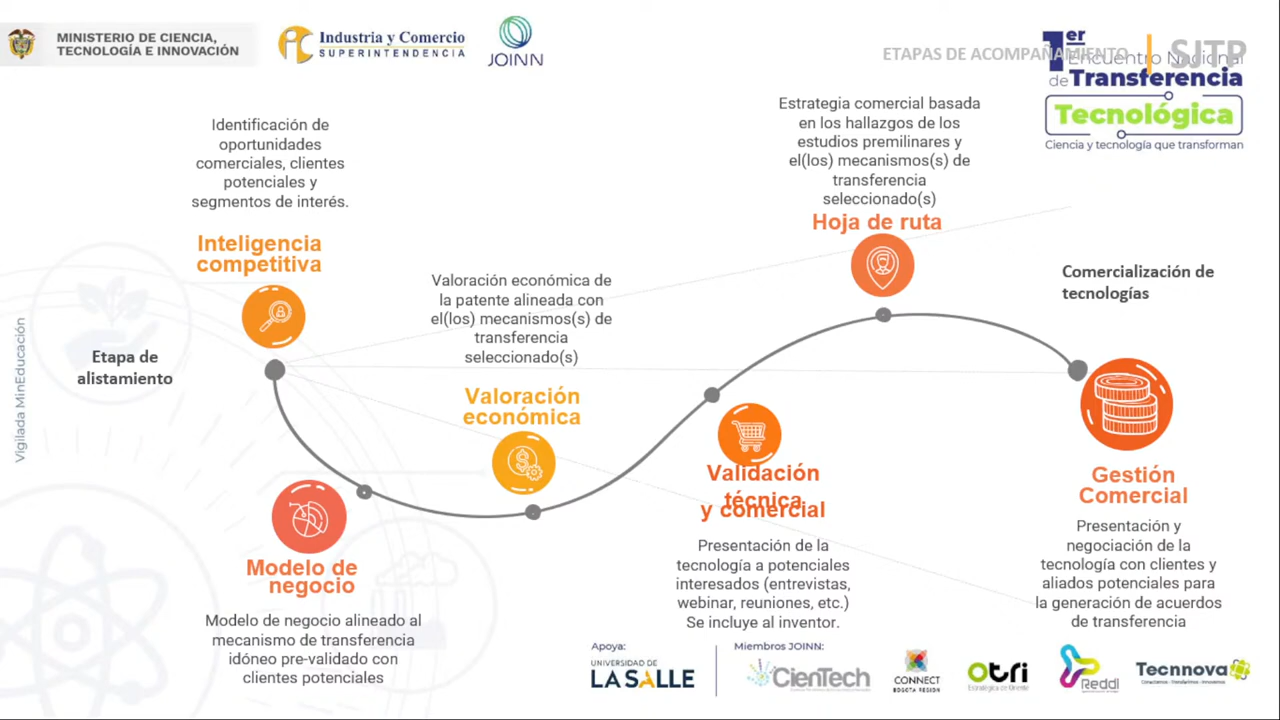 MINISTERIO DE CIENCIA,
TECNOLOGÍA E INNOVACIÓN
Industria y Comercio
SUPERINTENDENCIA
JOINN
ETAPAS DE ACOMPAÑAMIENTO
SJTP
1er
Encuentro Nacional
de Transferencia
Tecnológica
Ciencia y tecnología que transforman
Identificación de
oportunidades
comerciales, clientes
potenciales y
segmentos de interés.
Inteligencia
competitiva
Valoración económica de
la patente alineada con
el(los) mecanismos(s) de
transferencia
seleccionado(s)
Valoración
económica
Estrategia comercial basada
en los hallazgos de los
estudios premilinares y
el(los) mecanismos(s) de
transferencia
seleccionado(s)
Hoja de ruta
Comercialización de
tecnologías
Etapa de
alistamiento
Vigilada MinEducación
Modelo de
negocio
Modelo de negocio alineado al
mecanismo de transferencia
idóneo pre-validado con
clientes potenciales
Validación
técnica
y comercial
Presentación de la
tecnología a potenciales
interesados (entrevistas,
webinar, reuniones, etc.)
Se incluye al inventor.
Gestión
Comercial
Presentación y
negociación de la
tecnología con clientes y
aliados potenciales para
la generación de acuerdos
de transferencia
Apoya:
UNIVERSIDAD DE
LA SALLE
Miembros JOINN:
CienTech
CONNECT
BOGOTÁ REGIÓN
otri
Estratégica de Oriente
Reddi
Tecnnova